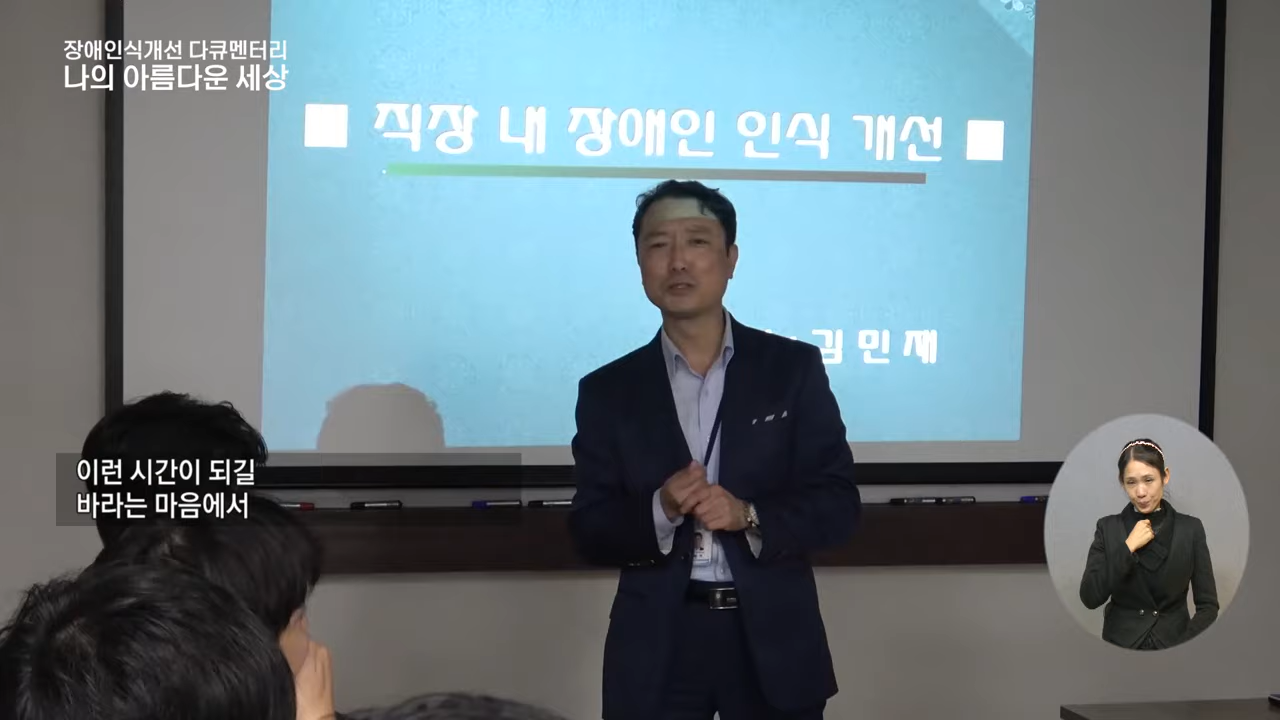 장애인식개선 다큐멘터리
나의 아름다운 세상
■ 직장 내 장애인 인식 개선 ■
김민재
이런 시간이 되길
바라는 마음에서